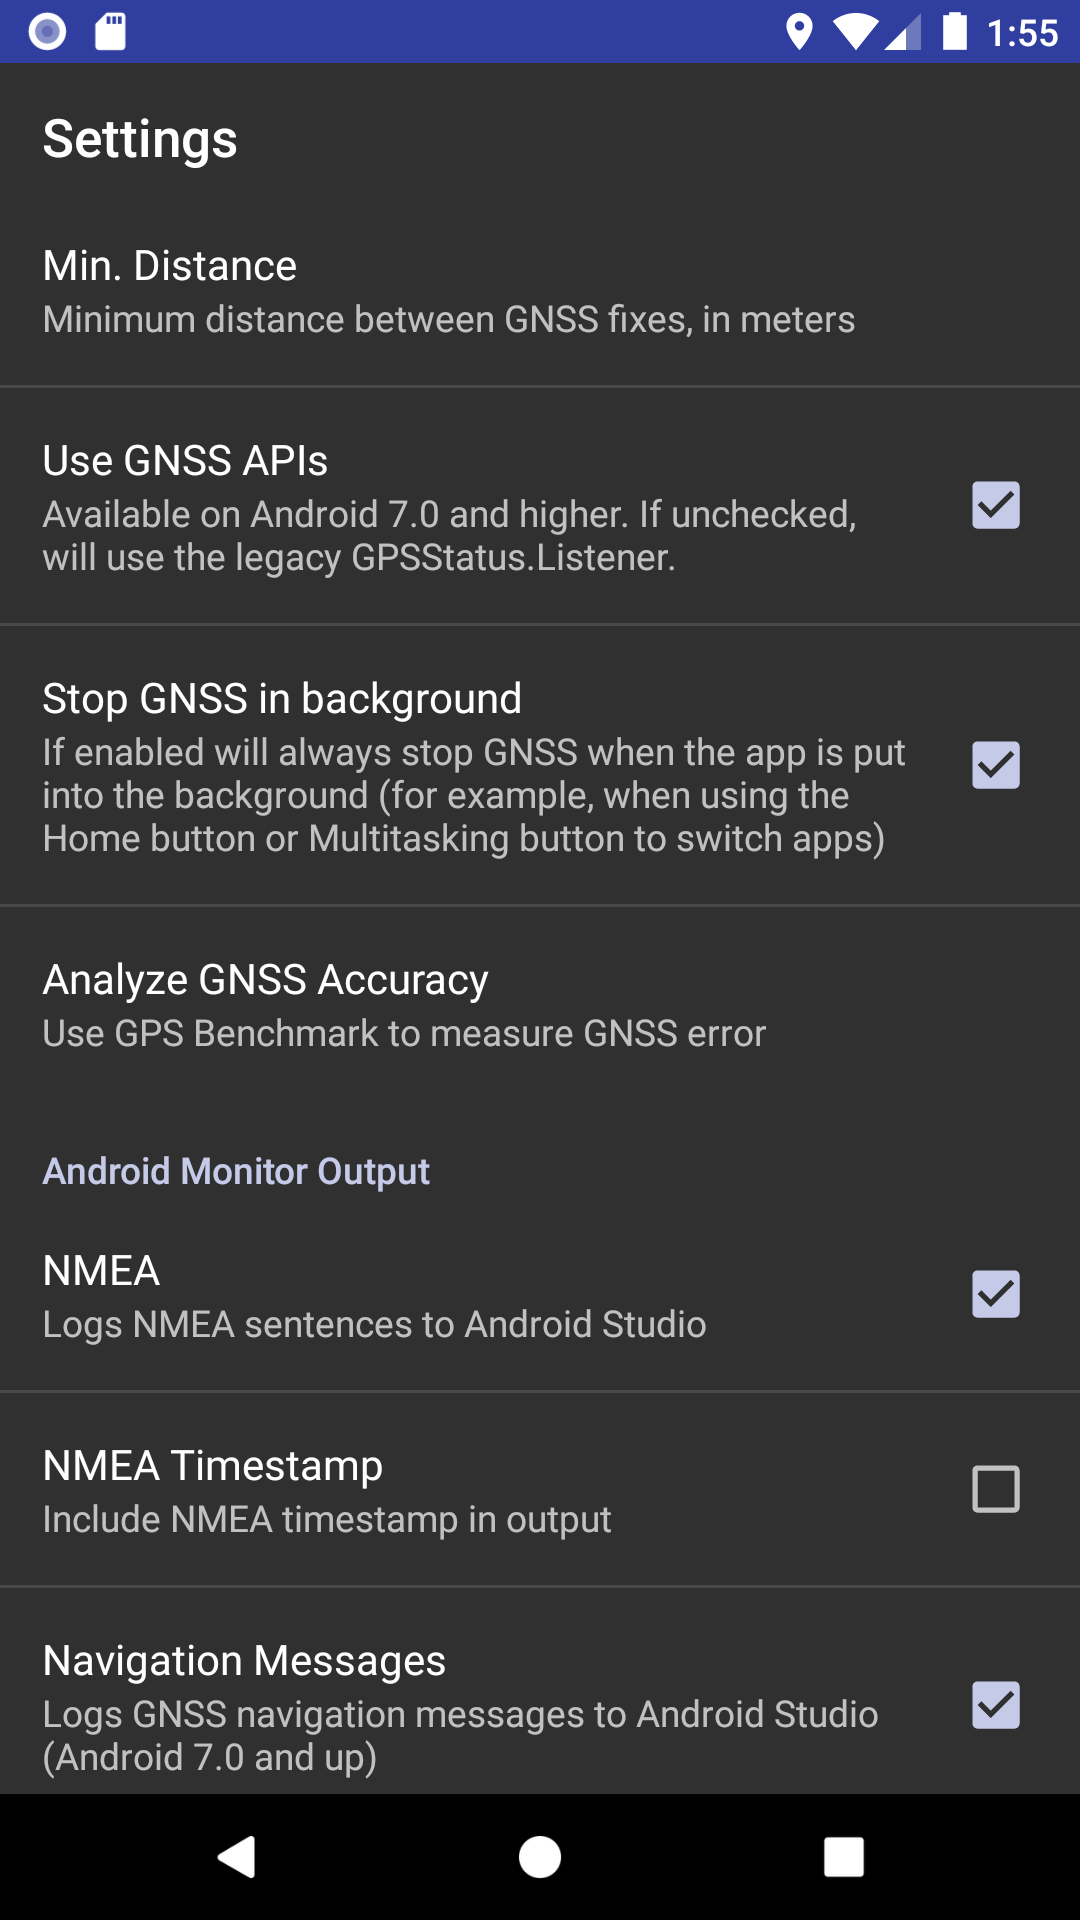 1:55
Settings
Min. Distance
Minimum distance between GNSS fixes, in meters
Use GNSS APIs
Available on Android 7.0 and higher. If unchecked,
will use the legacy GPSStatus.Listener.
Stop GNSS in background
If enabled will always stop GNSS when the app is put
into the background (for example, when using the
Home button or Multitasking button to switch apps)
Analyze GNSS Accuracy
Use GPS Benchmark to measure GNSS error
Android Monitor Output
NMEA
Logs NMEA sentences to Android Studio
NMEA Timestamp
Include NMEA timestamp in output
Navigation Messages
Logs GNSS navigation messages to Android Studio
(Android 7.0 and up)